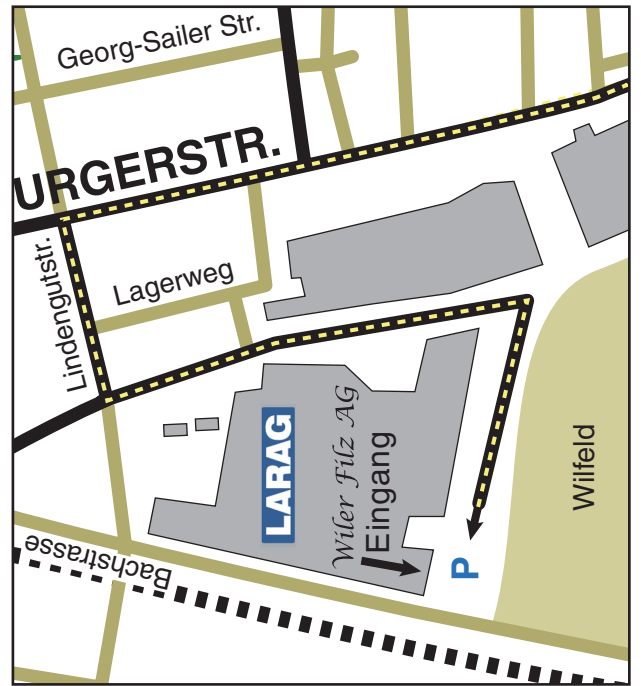 Georg-Sailer Str.
URGERSTR.
Lindengutstr.
Lagerweg
LARAG
Wiler Filz AG
Eingang
Wilfeld
P
Bachstrasse